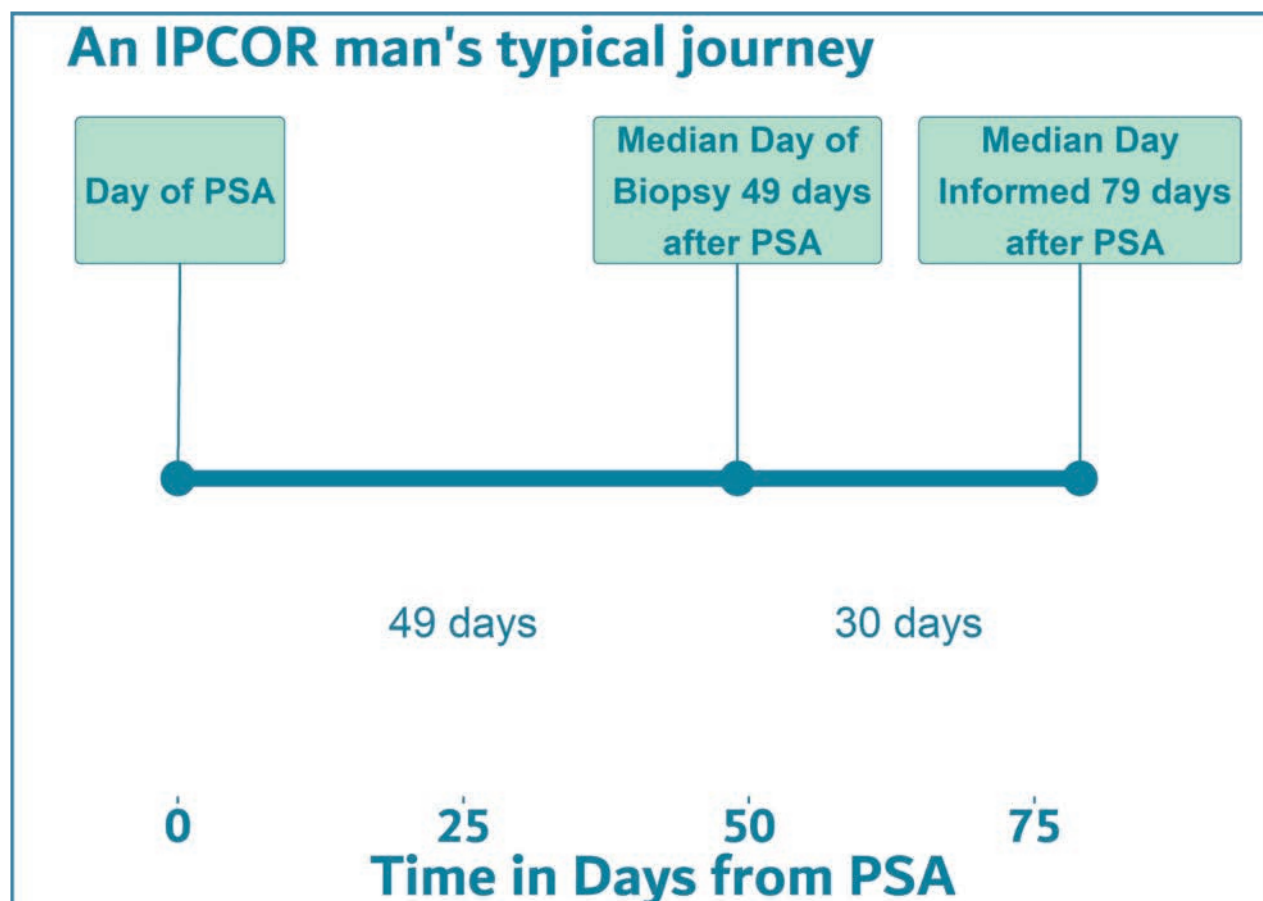 An IPCOR man's typical journey
Day of PSA
Median Day of
Biopsy 49 days
after PSA
Median Day
Informed 79 days
after PSA
49 days
30 days
0
25
50
75
Time in Days from PSA